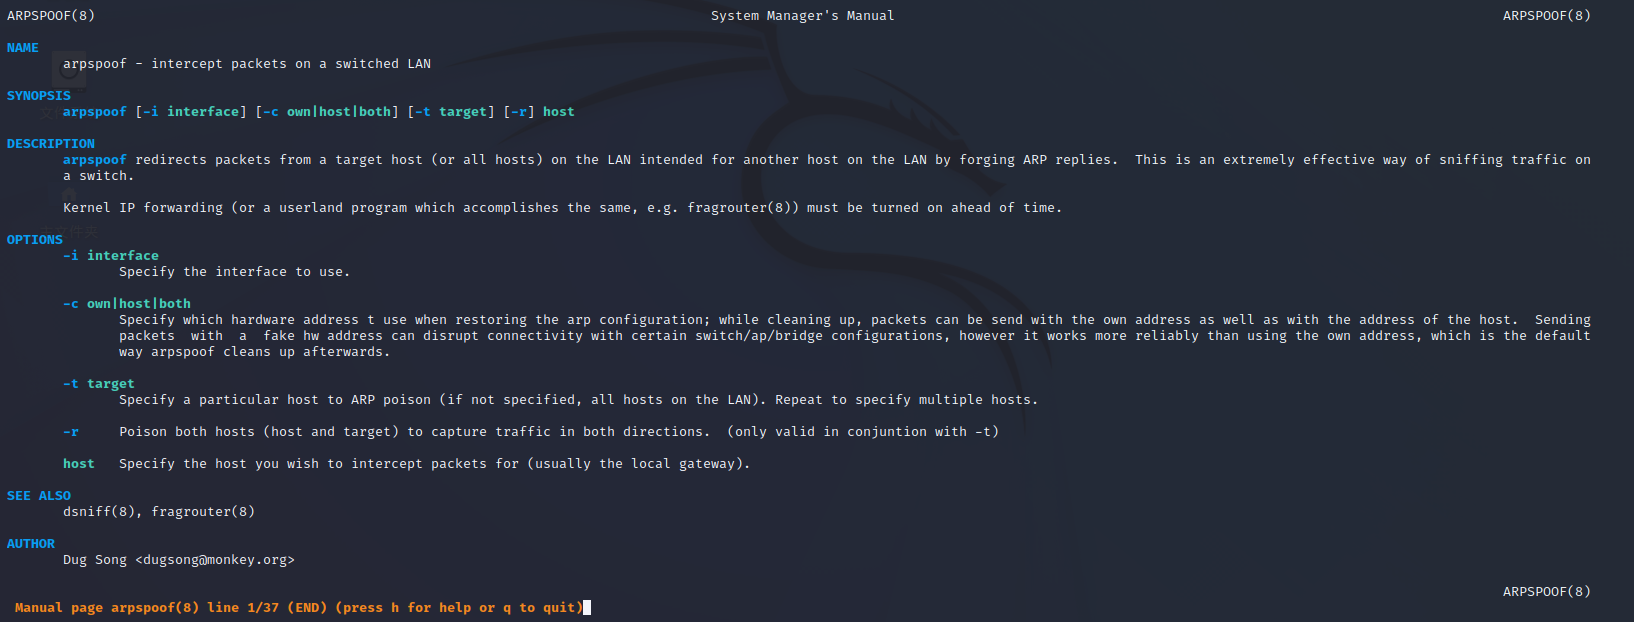 ARPSPOOF(8) System Manager's Manual ARPSPOOF(8)
NAME
arpspoof - intercept packets on a switched LAN
SYNOPSIS
arpspoof [-i interface] [-c own|host|both] [-t target] [-r] host
DESCRIPTION
arpspoof redirects packets from a target host (or all hosts) on the LAN intended for another host on the LAN by forging ARP replies.  This is an extremely effective way of sniffing traffic on
a switch.
Kernel IP forwarding (or a userland program which accomplishes the same, e.g. fragrouter(8)) must be turned on ahead of time.
OPTIONS
-i interface
Specify the interface to use.
-c own|host|both
Specify which hardware address t use when restoring the arp configuration; while cleaning up, packets can be send with the own address as well as with the address of the host.  Sending
packets  with  a  fake hw address can disrupt connectivity with certain switch/ap/bridge configurations, however it works more reliably than using the own address, which is the default
way arpspoof cleans up afterwards.
-t target
Specify a particular host to ARP poison (if not specified, all hosts on the LAN). Repeat to specify multiple hosts.
-r     Poison both hosts (host and target) to capture traffic in both directions.  (only valid in conjuntion with -t)
host   Specify the host you wish to intercept packets for (usually the local gateway).
SEE ALSO
dsniff(8), fragrouter(8)
AUTHOR
Dug Song <dugsong@monkey.org>
ARPSPOOF(8)
Manual page arpspoof(8) line 1/37 (END) (press h for help or q to quit)